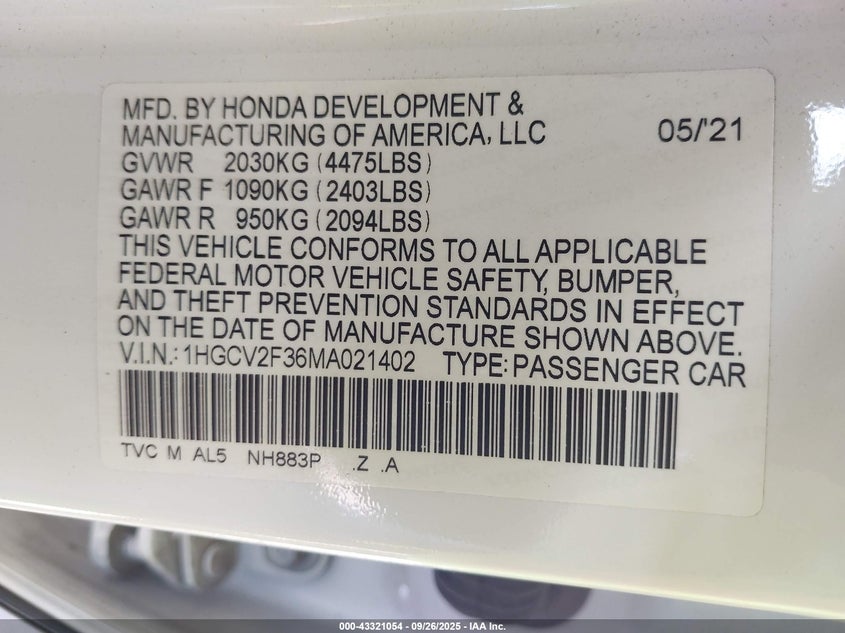 MFD. BY HONDA DEVELOPMENT &
MANUFACTURING OF AMERICA, LLC 05/'21
GVWR 2030KG (4475LBS)
GAWR F 1090KG (2403LBS)
GAWR R 950KG (2094LBS)
THIS VEHICLE CONFORMS TO ALL APPLICABLE
FEDERAL MOTOR VEHICLE SAFETY, BUMPER,
AND THEFT PREVENTION STANDARDS IN EFFECT
ON THE DATE OF MANUFACTURE SHOWN ABOVE.
V.I.N.: 1HGCV2F36MA021402 TYPE: PASSENGER CAR
TVC M AL5 NH883P .Z .A
000-43321054 09/26/2025 IAA Inc.